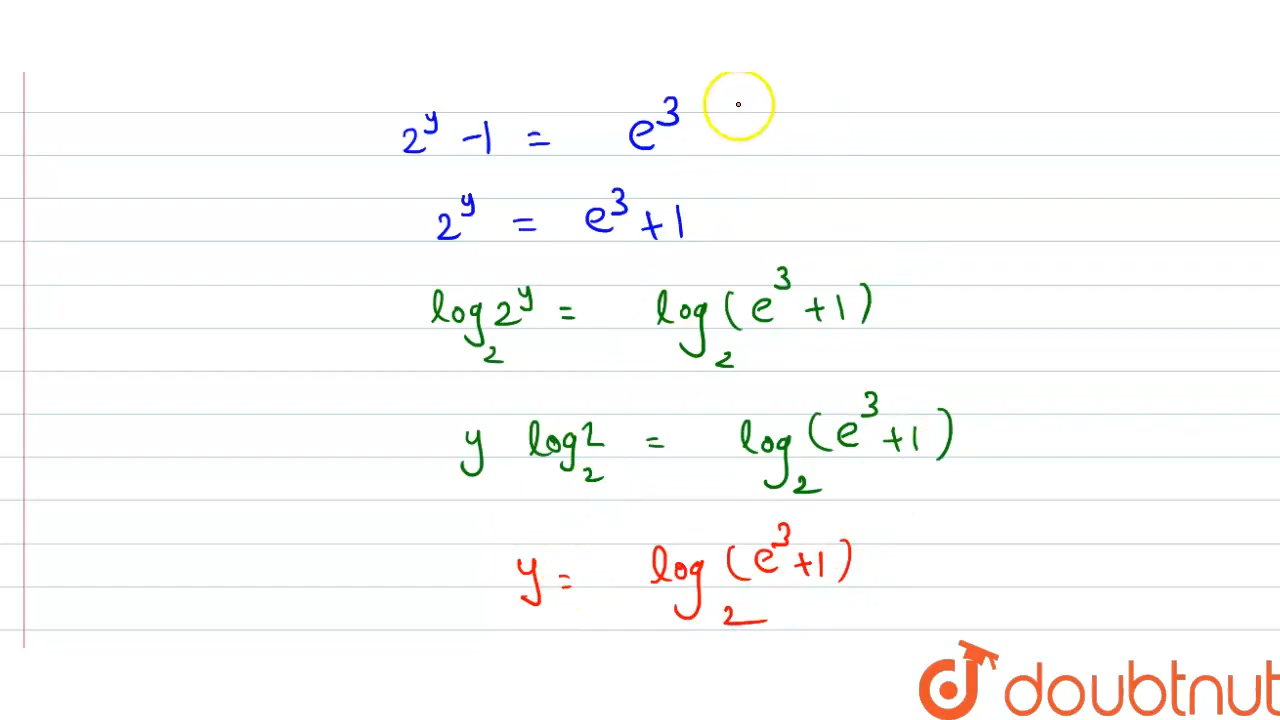 2^y - 1 = e^3
2^y = e^3 + 1
log_2 2^y = log_2 (e^3 + 1)
y log_2 2 = log_2 (e^3 + 1)
y = log_2 (e^3 + 1)
doubtnut